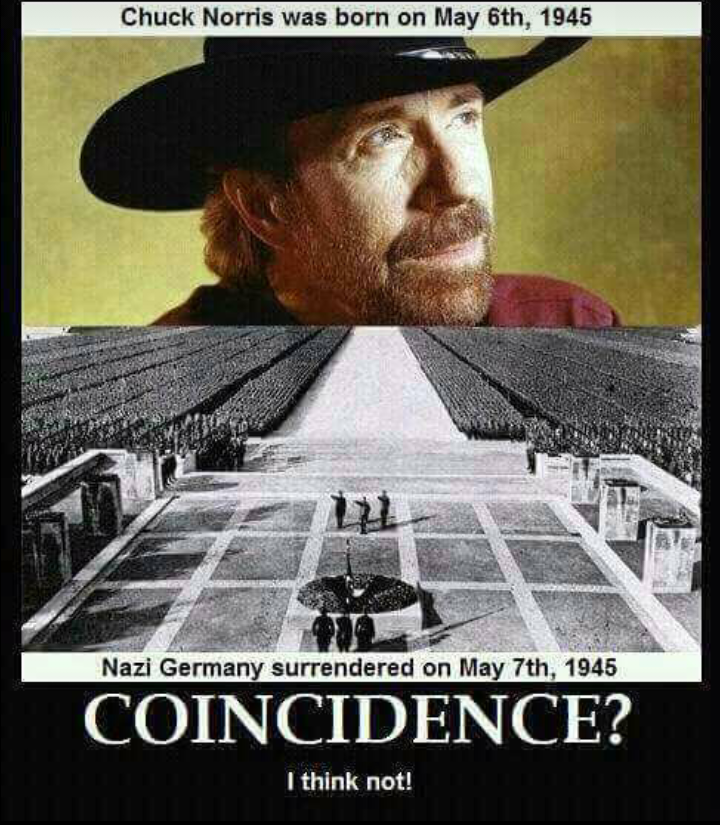 Chuck Norris was born on May 6th, 1945
Nazi Germany surrendered on May 7th, 1945
COINCIDENCE?
I think not!